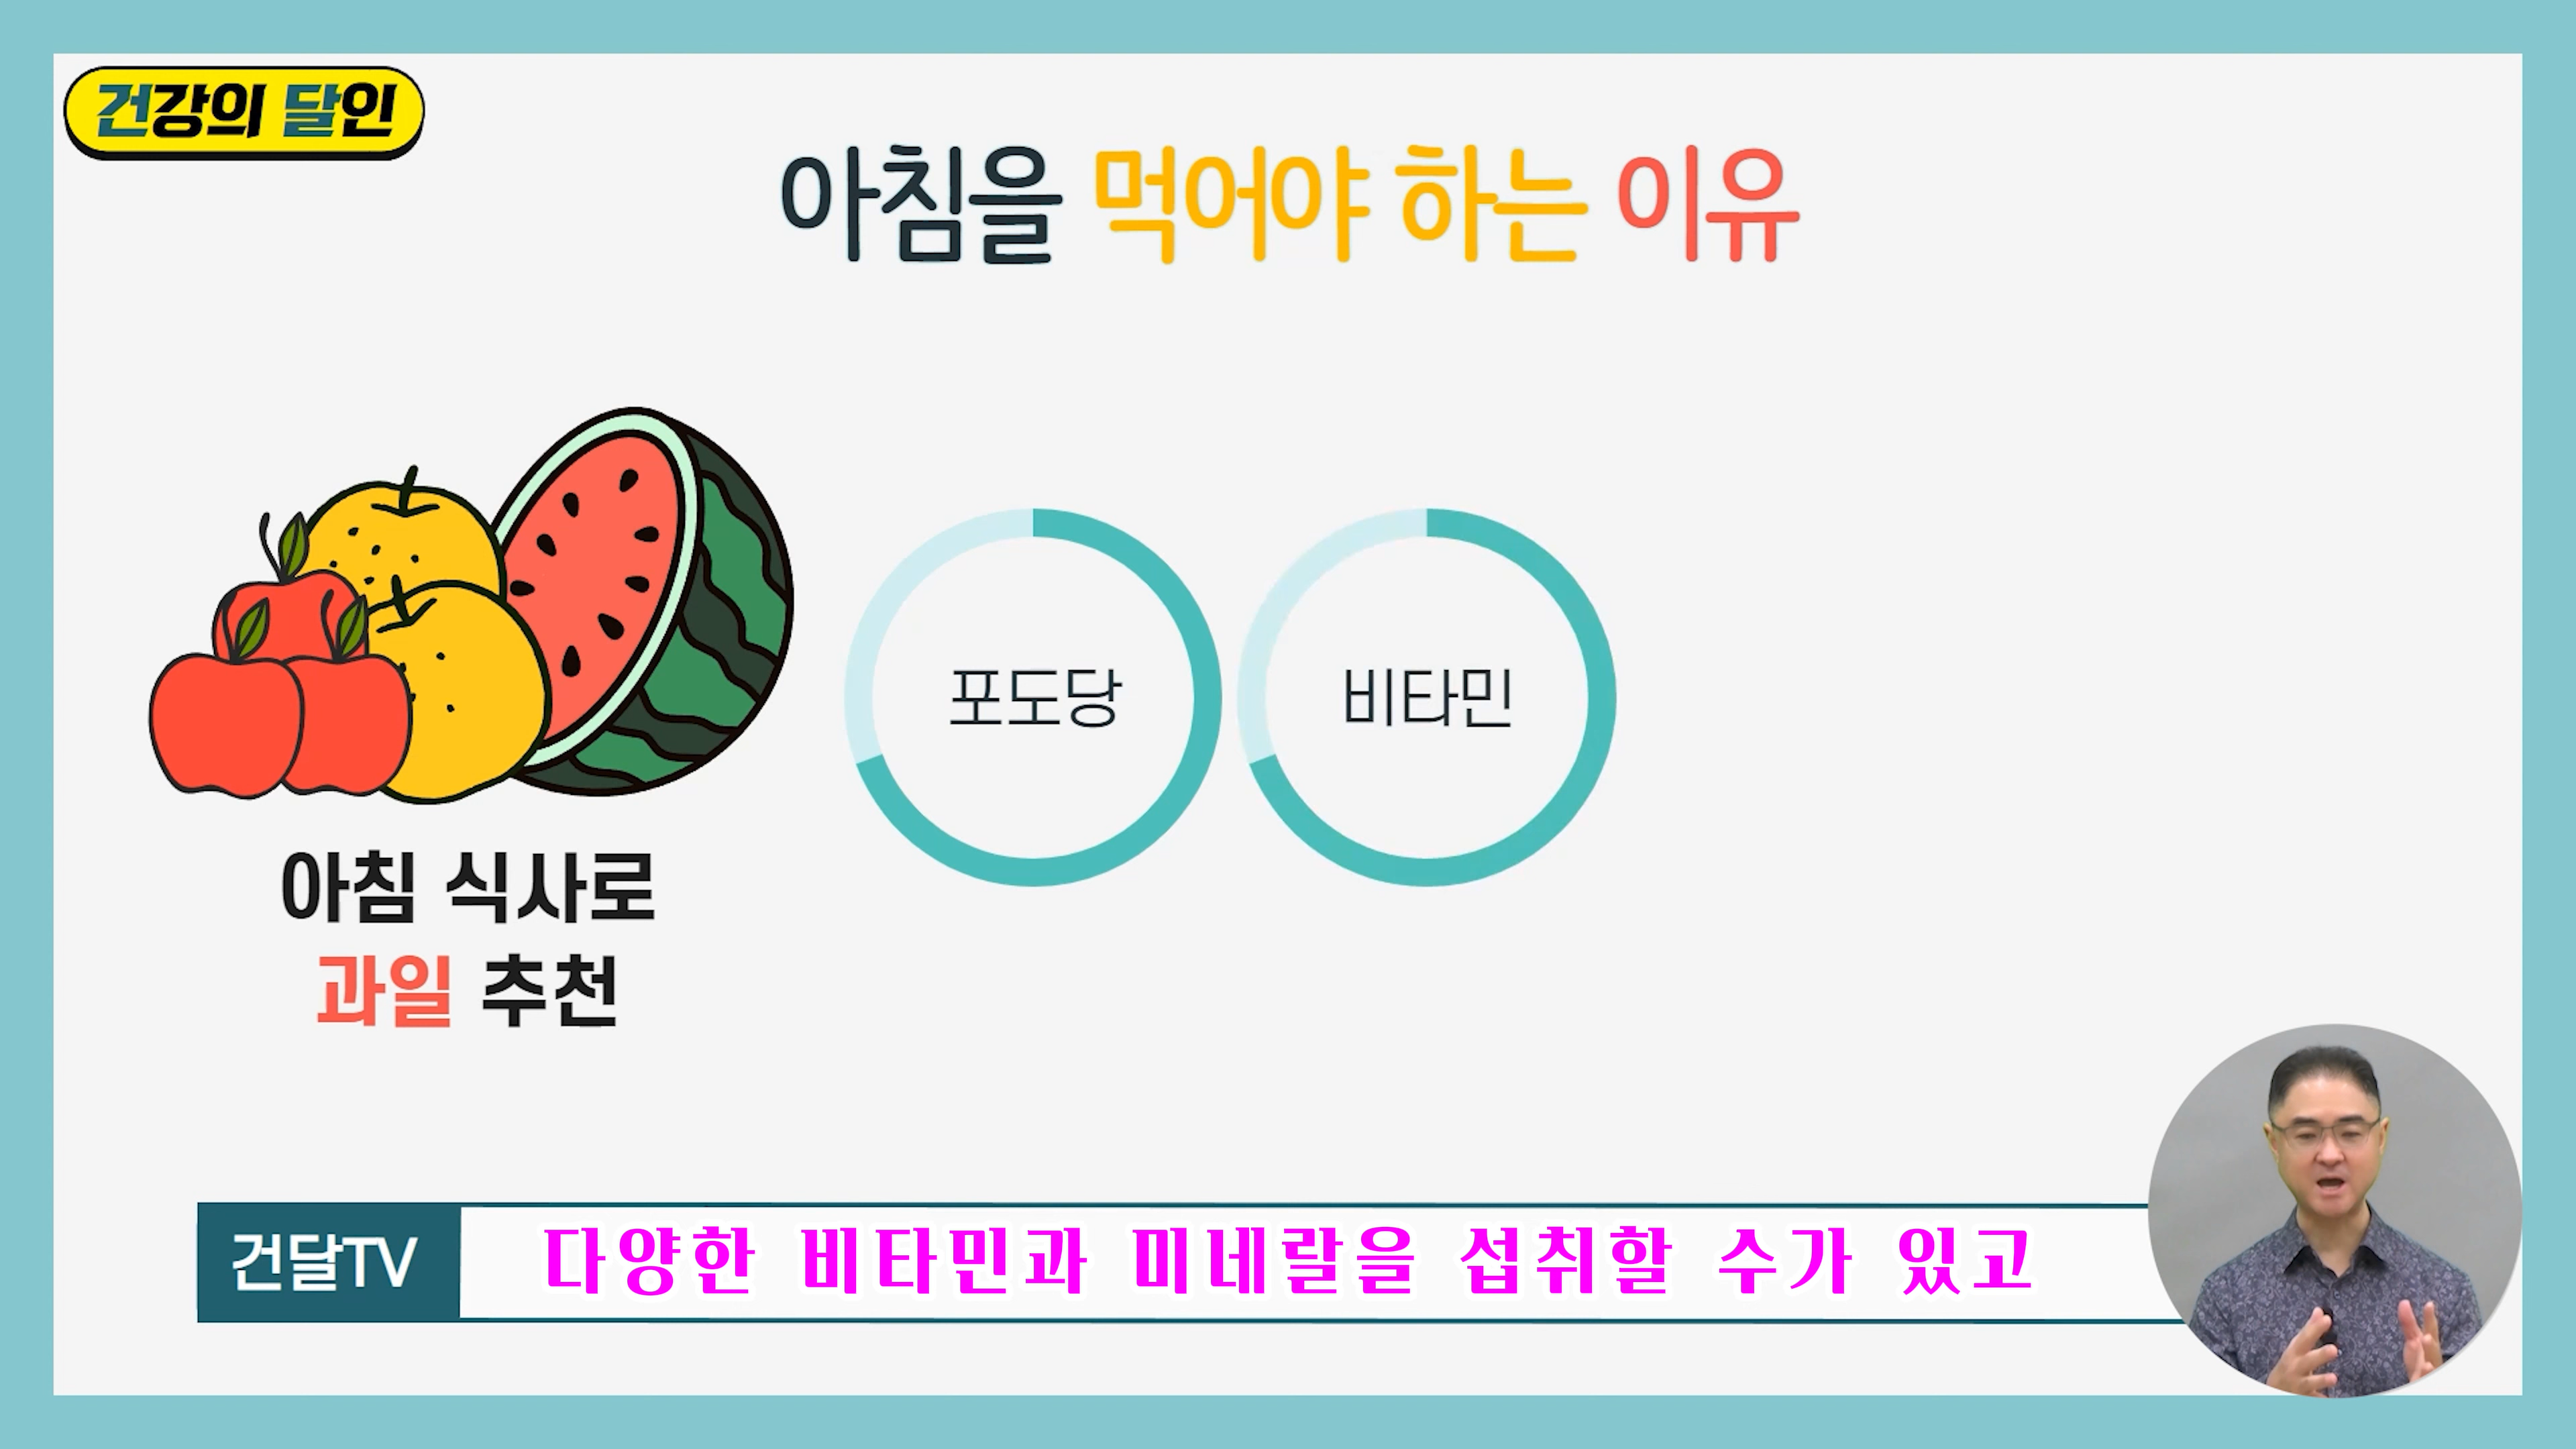 건강의 달인
아침을 먹어야 하는 이유
포도당
비타민
아침 식사로
과일 추천
건달TV
다양한 비타민과 미네랄을 섭취할 수가 있고